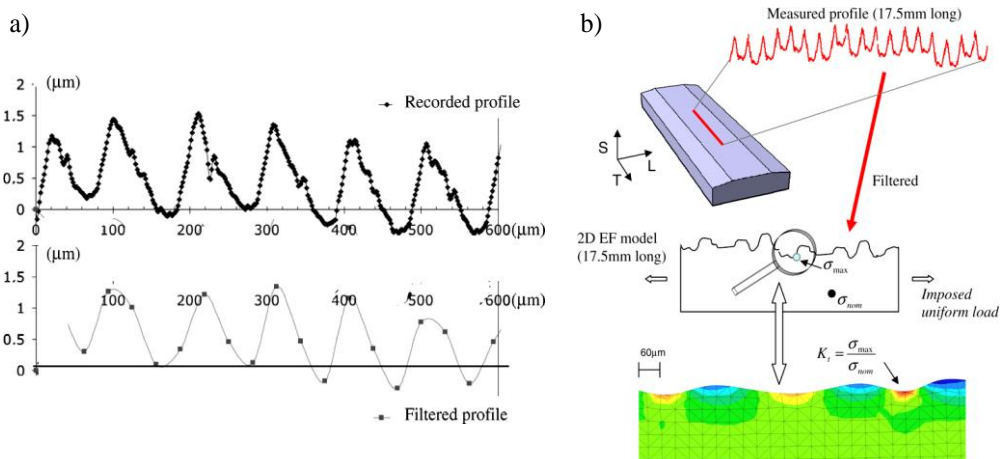 a)
(μm)
2
1.5
1
0.5
0
Recorded profile
0 100 200 300 400 500 600(μm)
(μm)
2
1.5
1
0.5
0
100 200 300 400 500 600(μm)
Filtered profile
b)
Measured profile (17.5mm long)
S
T
L
Filtered
2D EF model
(17.5mm long)
σmax
σnom
Imposed
uniform load
60μm
Kt = σmax
σnom